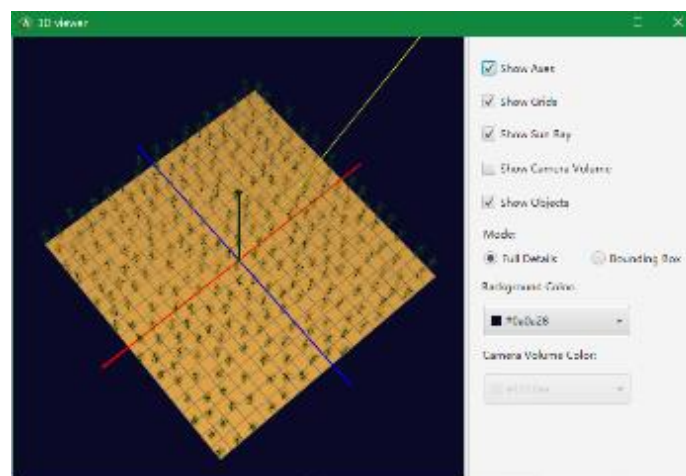 3D viewer
Show Axes
Show Grids
Show Sun Ray
Show Camera Volume
Show Objects
Mode:
Full Details
Bounding Box
Background Color:
Camera Volume Color: